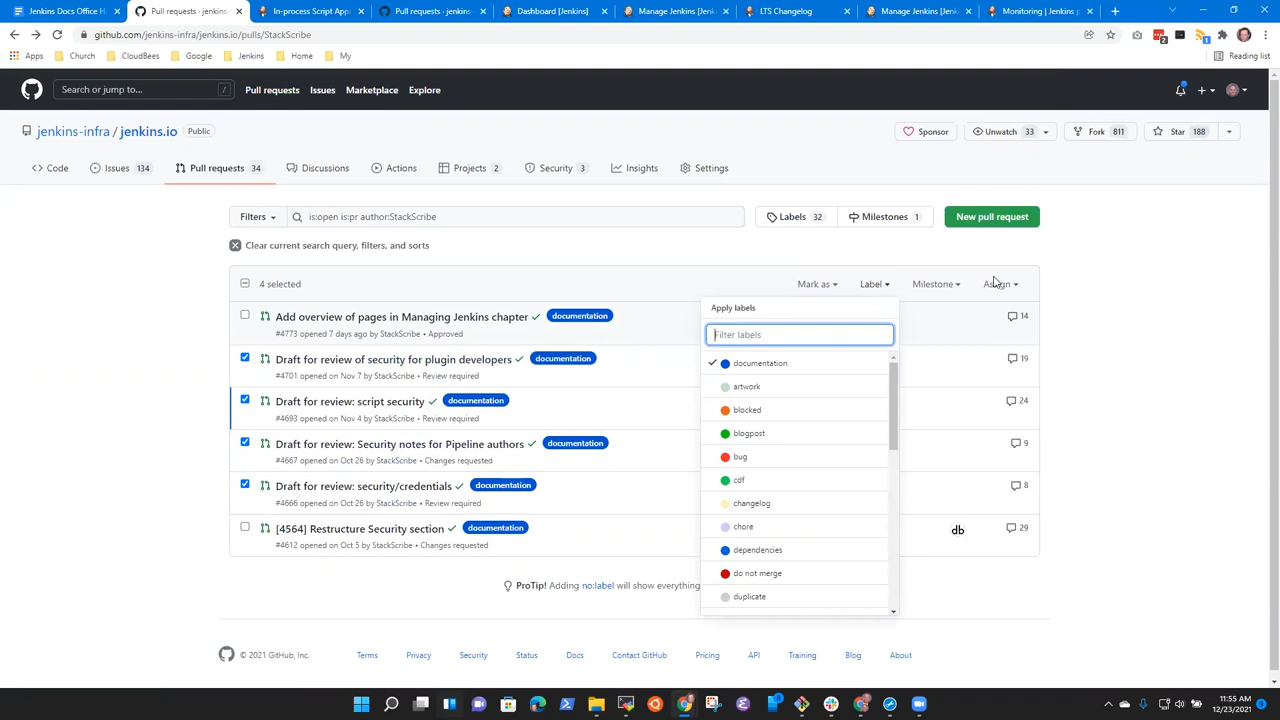 Jenkins Docs Office H
Pull requests · jenkins-
In-process Script App
Pull requests · jenkins-
Dashboard [Jenkins]
Manage Jenkins [Jenk
LTS Changelog
Manage Jenkins [Jenk
Monitoring | Jenkins p
github.com/jenkins-infra/jenkins.io/pulls/StackScribe
2
1
Apps
Church
CloudBees
Google
Jenkins
Home
My
Reading list
Search or jump to...
/
Pull requests
Issues
Marketplace
Explore
jenkins-infra / jenkins.io
Public
Sponsor
Unwatch 33
Fork 811
Star 188
Code
Issues 134
Pull requests 34
Discussions
Actions
Projects 2
Security 3
Insights
Settings
Filters
is:open is:pr author:StackScribe
Labels 32
Milestones 1
New pull request
Clear current search query, filters, and sorts
4 selected
Mark as
Label
Milestone
Assign
Add overview of pages in Managing Jenkins chapter
documentation
14
#4773 opened 7 days ago by StackScribe • Approved
Draft for review of security for plugin developers
documentation
19
#4701 opened on Nov 7 by StackScribe • Review required
Draft for review: script security
documentation
24
#4693 opened on Nov 4 by StackScribe • Review required
Draft for review: Security notes for Pipeline authors
documentation
9
#4667 opened on Oct 26 by StackScribe • Changes requested
Draft for review: security/credentials
documentation
8
#4666 opened on Oct 26 by StackScribe • Review required
[4564] Restructure Security section
documentation
db
29
#4612 opened on Oct 5 by StackScribe • Changes requested
Apply labels
Filter labels
documentation
artwork
blocked
blogpost
bug
cdf
changelog
chore
dependencies
do not merge
duplicate
ProTip! Adding no:label will show everything
© 2021 GitHub, Inc.
Terms
Privacy
Security
Status
Docs
Contact GitHub
Pricing
API
Training
Blog
About
11:55 AM
12/23/2021